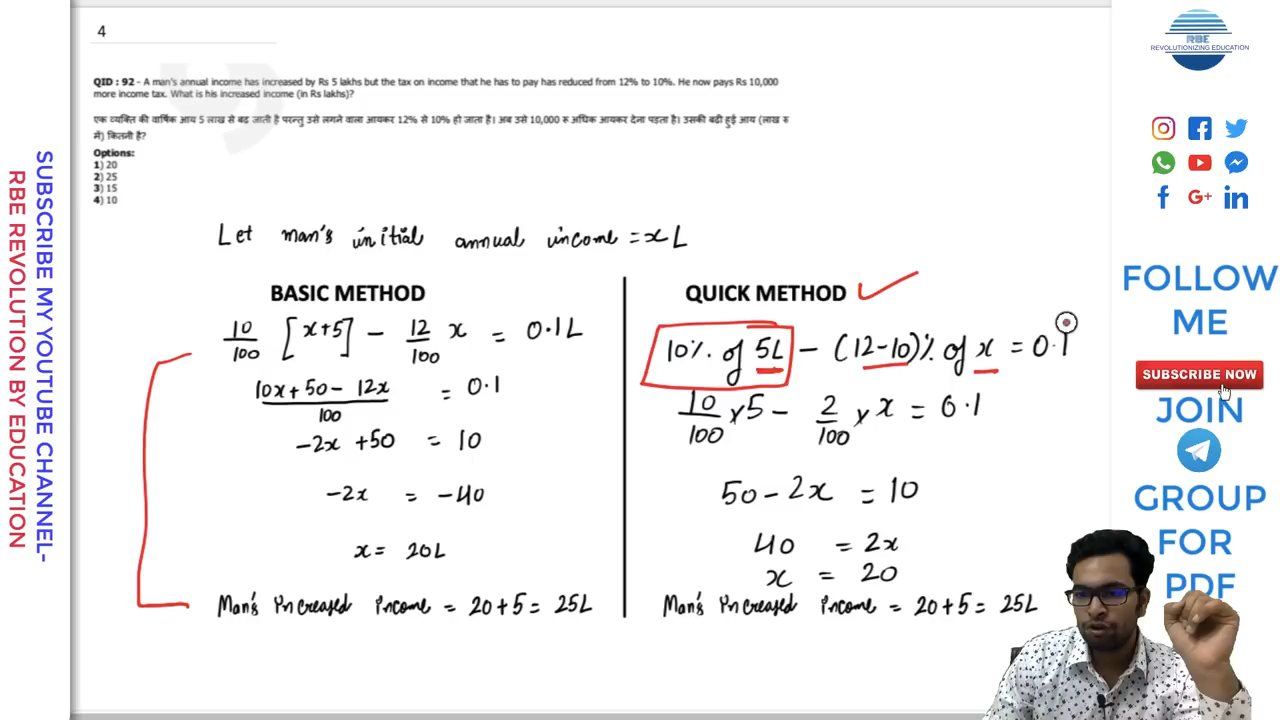 4
QID : 92 - A man's annual income has increased by Rs 5 lakhs but the tax on income that he has to pay has reduced from 12% to 10%. He now pays Rs 10,000
more income tax. What is his increased income (in Rs lakhs)?
एक व्यक्ति की वार्षिक आय 5 लाख से बढ जाती है परन्तु उसे लगने वाला आयकर 12% से 10% हो जाता है। अब उसे 10,000 रु अधिक आयकर देना पडता है। उसकी बढी हुई आय (लाख रु
में) कितनी है?
Options:
1) 20
2) 25
3) 15
4) 10
Let man's initial annual income = x L
BASIC METHOD
10/100 [x+5] - 12/100 x = 0.1L
10x+50-12x/100 = 0.1
-2x +50 = 10
-2x = -40
x = 20L
Man's increased income = 20+5 = 25L
QUICK METHOD
10% of 5L - (12-10)% of x = 0.1
10/100 x 5 - 2/100 x x = 0.1
50 - 2x = 10
40 = 2x
x = 20
Man's increased income = 20+5 = 25L
SUBSCRIBE MY YOUTUBE CHANNEL-
RBE REVOLUTION BY EDUCATION
RBE
REVOLUTIONIZING EDUCATION
FOLLOW
ME
SUBSCRIBE NOW
JOIN
GROUP
FOR
PDF